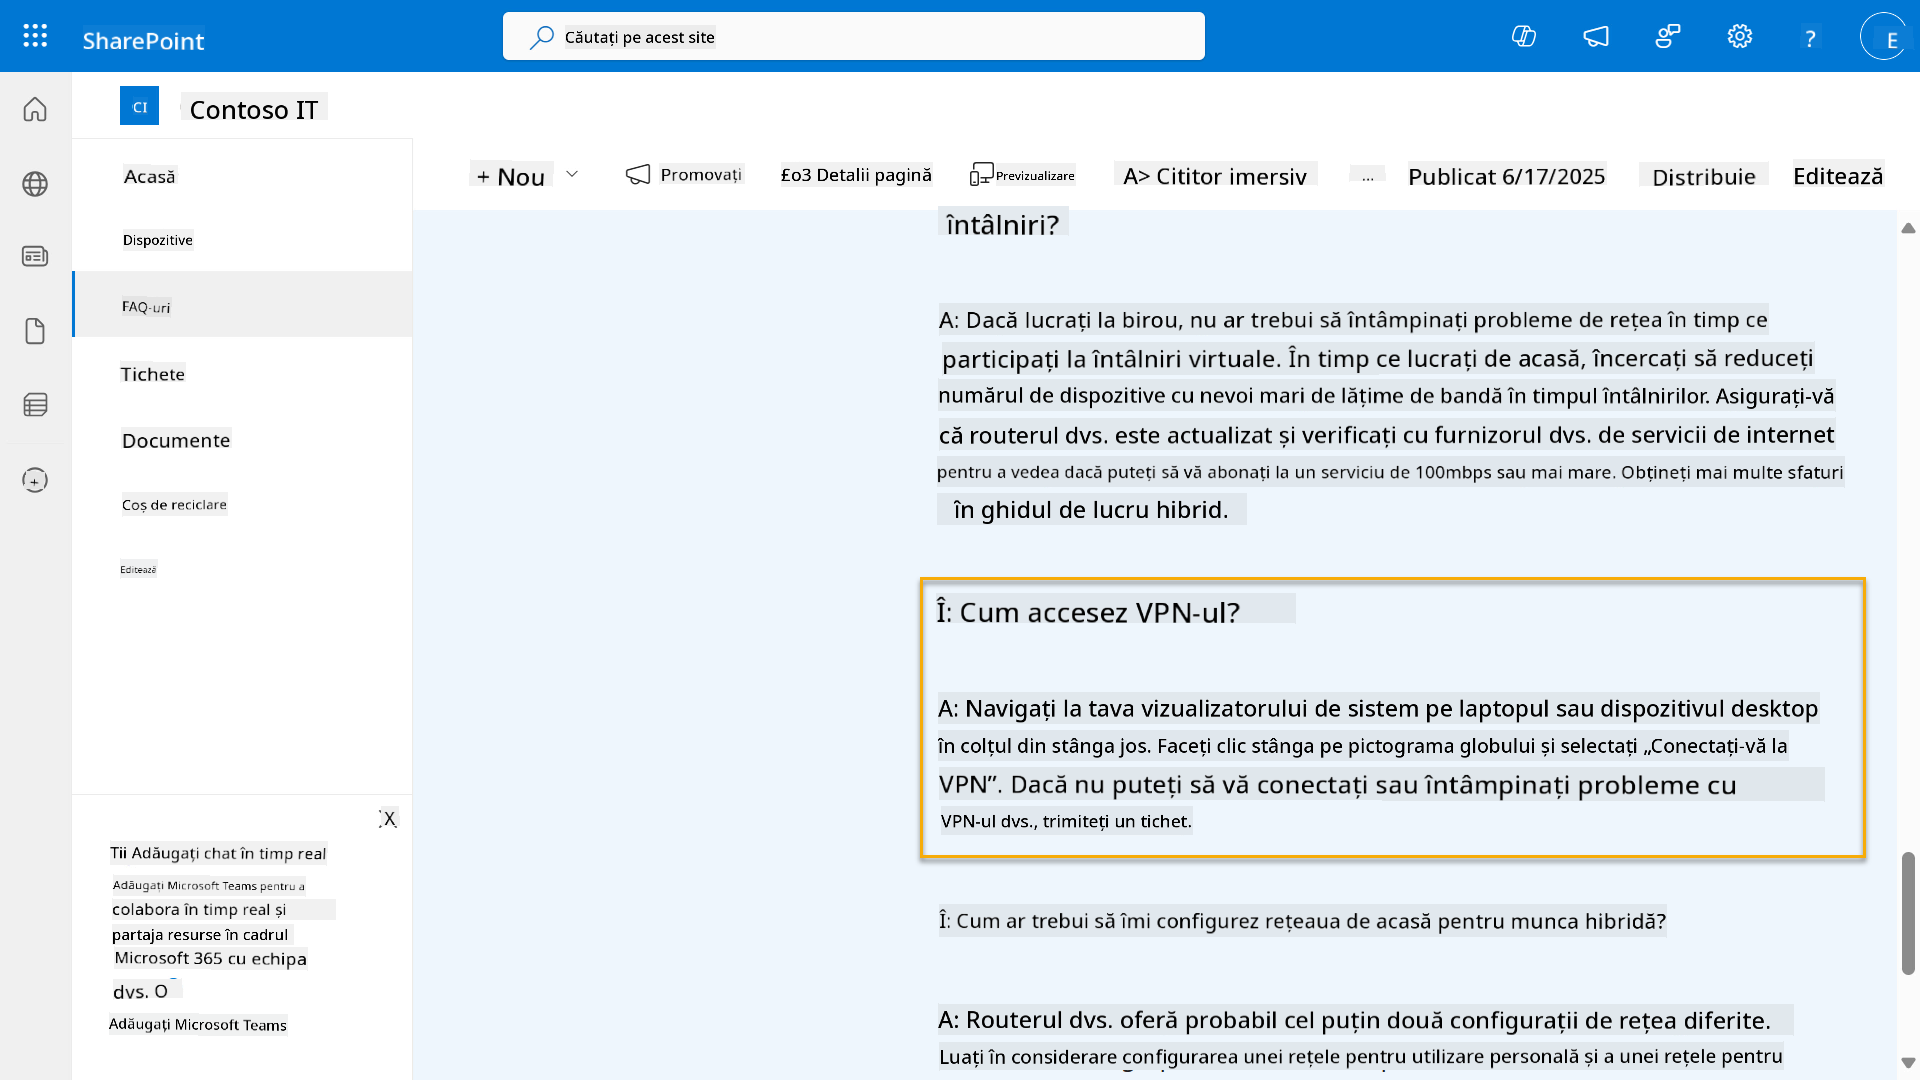 SharePoint
Căutați pe acest site
?
E
CI
Contoso IT
Acasă
Dispozitive
FAQ-uri
Tichete
Documente
Coș de reciclare
Editează
+ Nou
Promovați
£o3 Detalii pagină
Previzualizare
A> Cititor imersiv
...
Publicat 6/17/2025
Distribuie
Editează
întâlniri?
A: Dacă lucrați la birou, nu ar trebui să întâmpinați probleme de rețea în timp ce
participați la întâlniri virtuale. În timp ce lucrați de acasă, încercați să reduceți
numărul de dispozitive cu nevoi mari de lățime de bandă în timpul întâlnirilor. Asigurați-vă
că routerul dvs. este actualizat și verificați cu furnizorul dvs. de servicii de internet
pentru a vedea dacă puteți să vă abonați la un serviciu de 100mbps sau mai mare. Obțineți mai multe sfaturi
în ghidul de lucru hibrid.
Î: Cum accesez VPN-ul?
A: Navigați la tava vizualizatorului de sistem pe laptopul sau dispozitivul desktop
în colțul din stânga jos. Faceți clic stânga pe pictograma globului și selectați „Conectați-vă la
VPN”. Dacă nu puteți să vă conectați sau întâmpinați probleme cu
VPN-ul dvs., trimiteți un tichet.
Î: Cum ar trebui să îmi configurez rețeaua de acasă pentru munca hibridă?
A: Routerul dvs. oferă probabil cel puțin două configurații de rețea diferite.
Luați în considerare configurarea unei rețele pentru utilizare personală și a unei rețele pentru
X
Tii Adăugați chat în timp real
Adăugați Microsoft Teams pentru a
colabora în timp real și
partaja resurse în cadrul
Microsoft 365 cu echipa
dvs. O
Adăugați Microsoft Teams